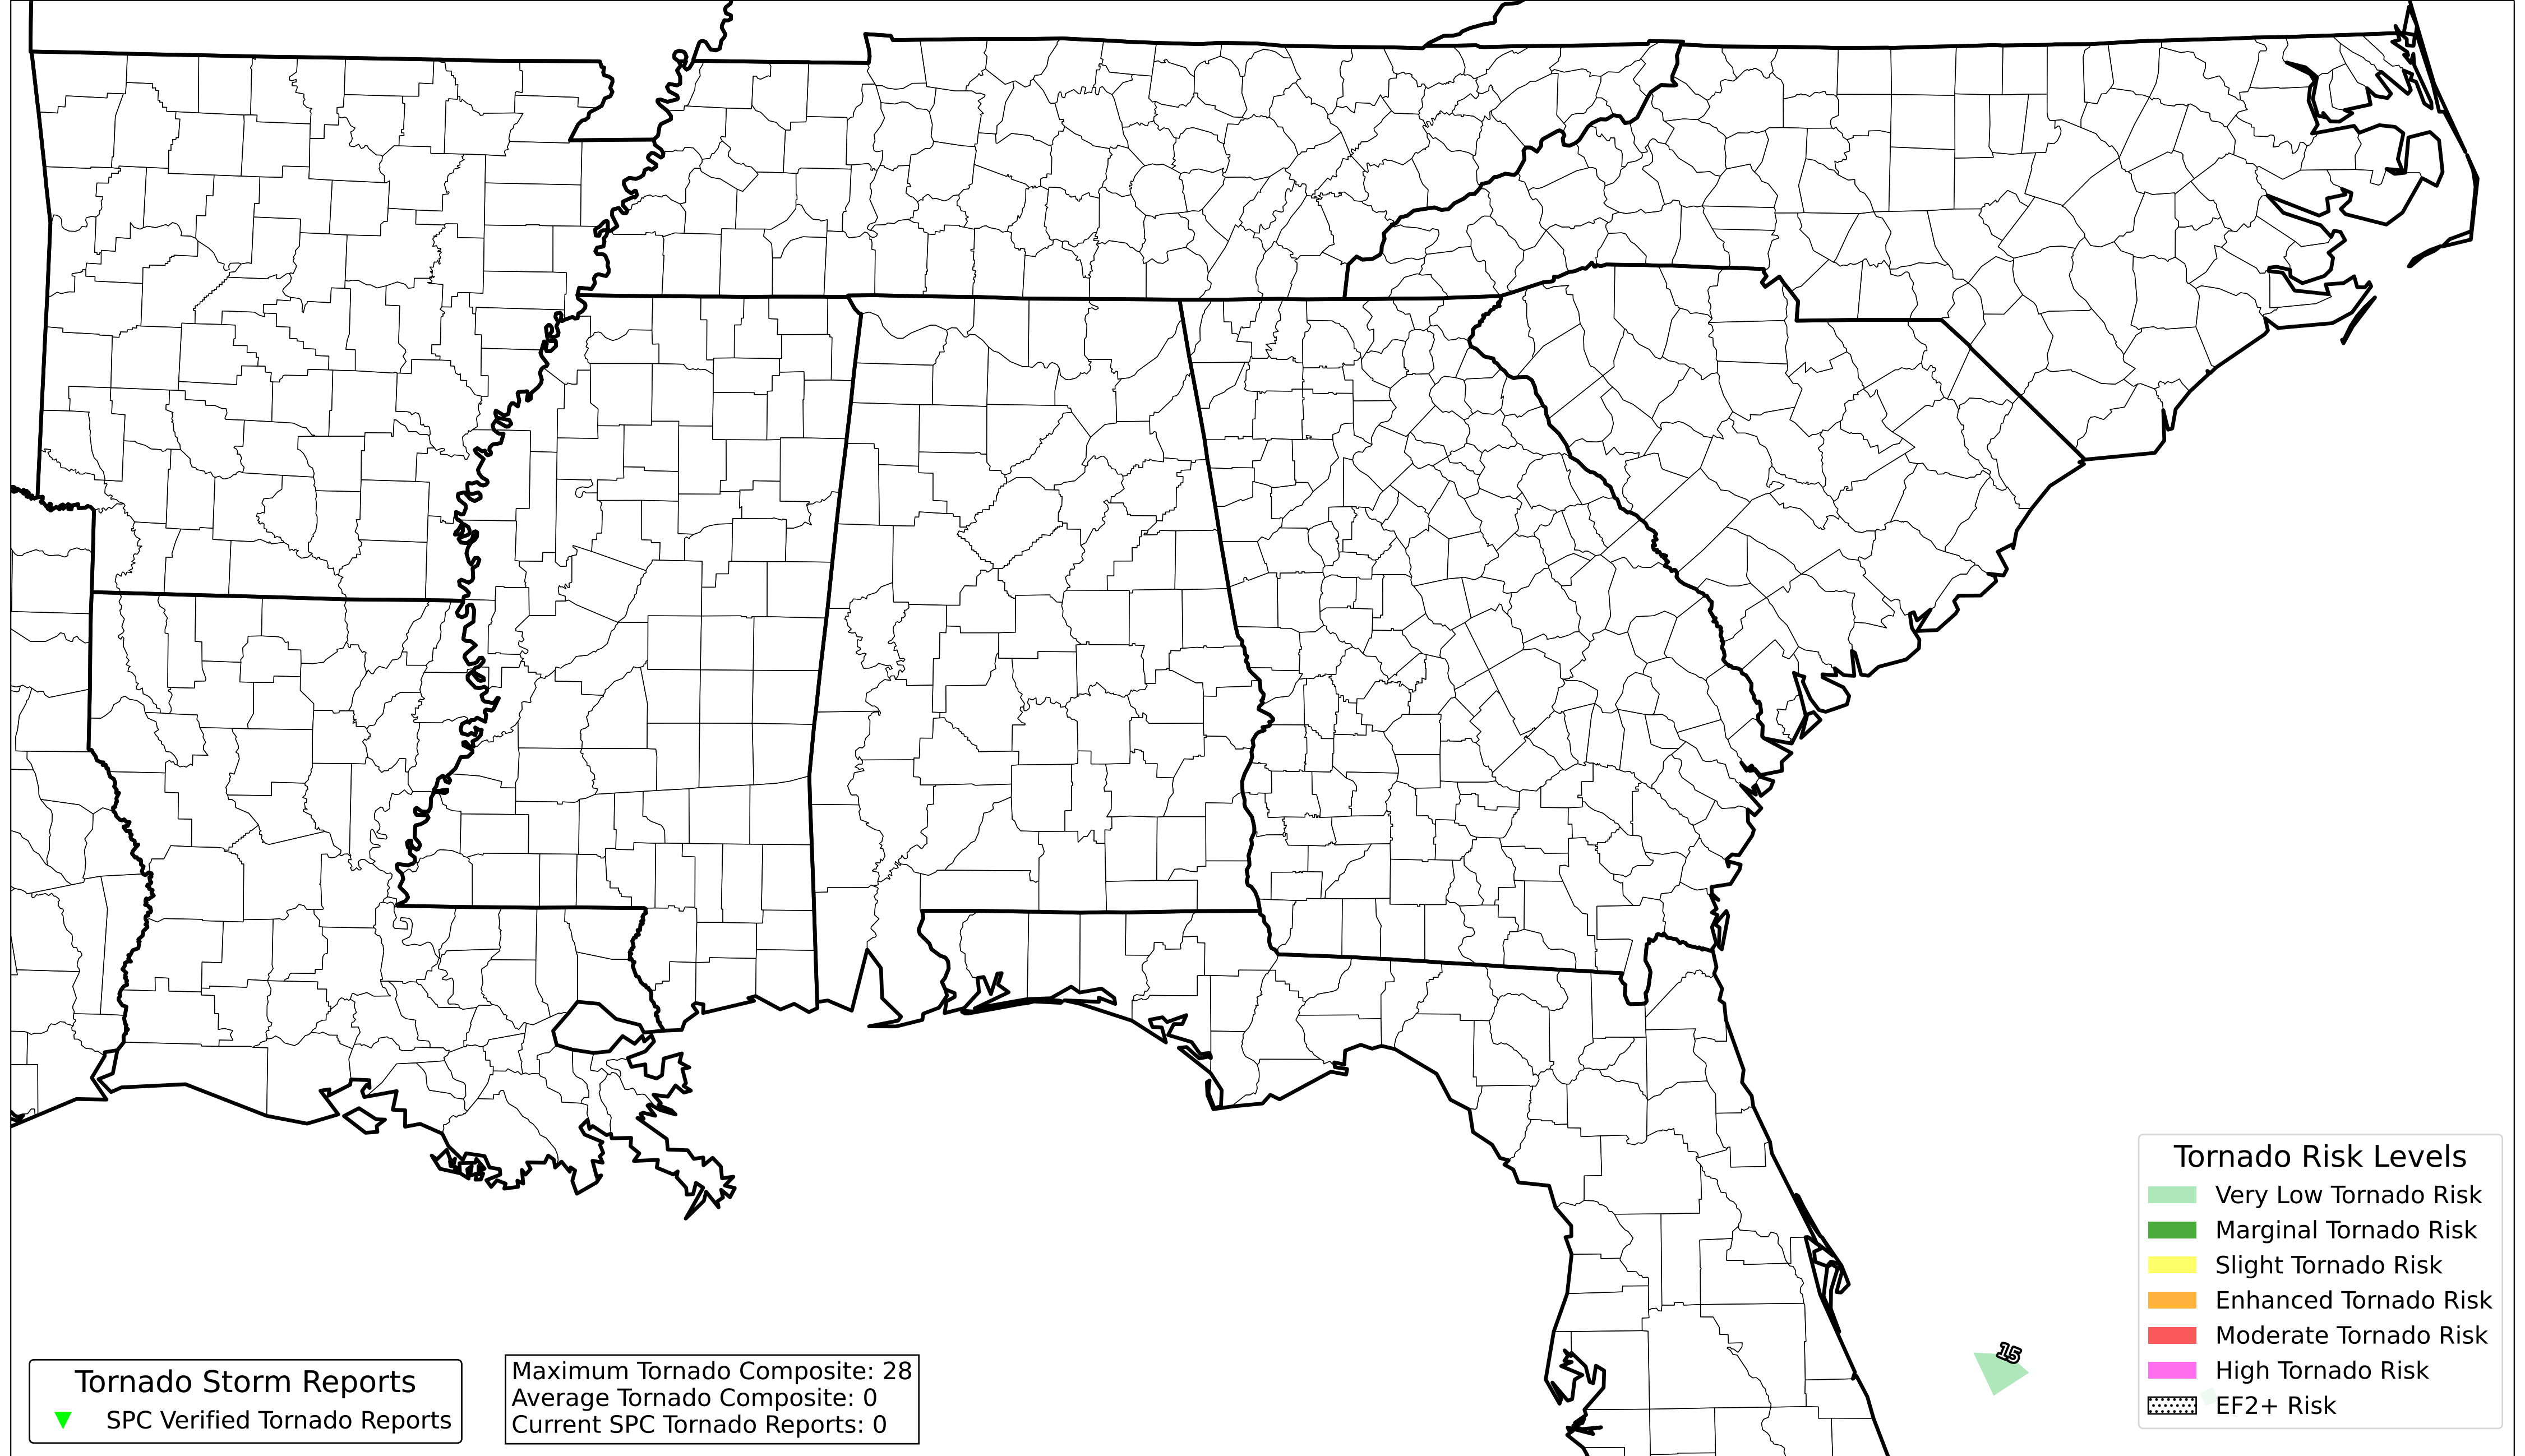 15
Tornado Risk Levels
Very Low Tornado Risk
Marginal Tornado Risk
Slight Tornado Risk
Enhanced Tornado Risk
Moderate Tornado Risk
High Tornado Risk
EF2+ Risk
Tornado Storm Reports
SPC Verified Tornado Reports
Maximum Tornado Composite: 28
Average Tornado Composite: 0
Current SPC Tornado Reports: 0